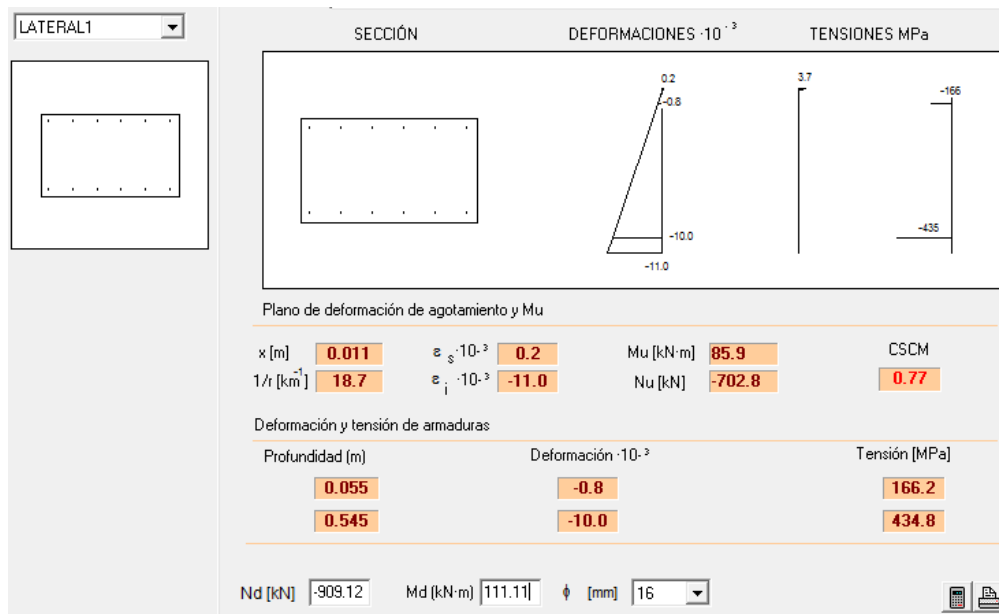 LATERAL1
SECCIÓN DEFORMACIONES ·10⁻³ TENSIONES MPa
0.2
-0.8
-10.0
-11.0
3.7
-166
-435
Plano de deformación de agotamiento y Mu
x [m] 0.011 ε s ·10-³ 0.2 Mu [kN·m] 85.9 CSCM
1/r [km-1] 18.7 ε i ·10-³ -11.0 Nu [kN] -702.8 0.77
Deformación y tensión de armaduras
Profundidad (m) Deformación ·10-³ Tensión [MPa]
0.055 -0.8 166.2
0.545 -10.0 434.8
Nd [kN] -909.12 Md (kN·m) 111.11 ϕ [mm] 16